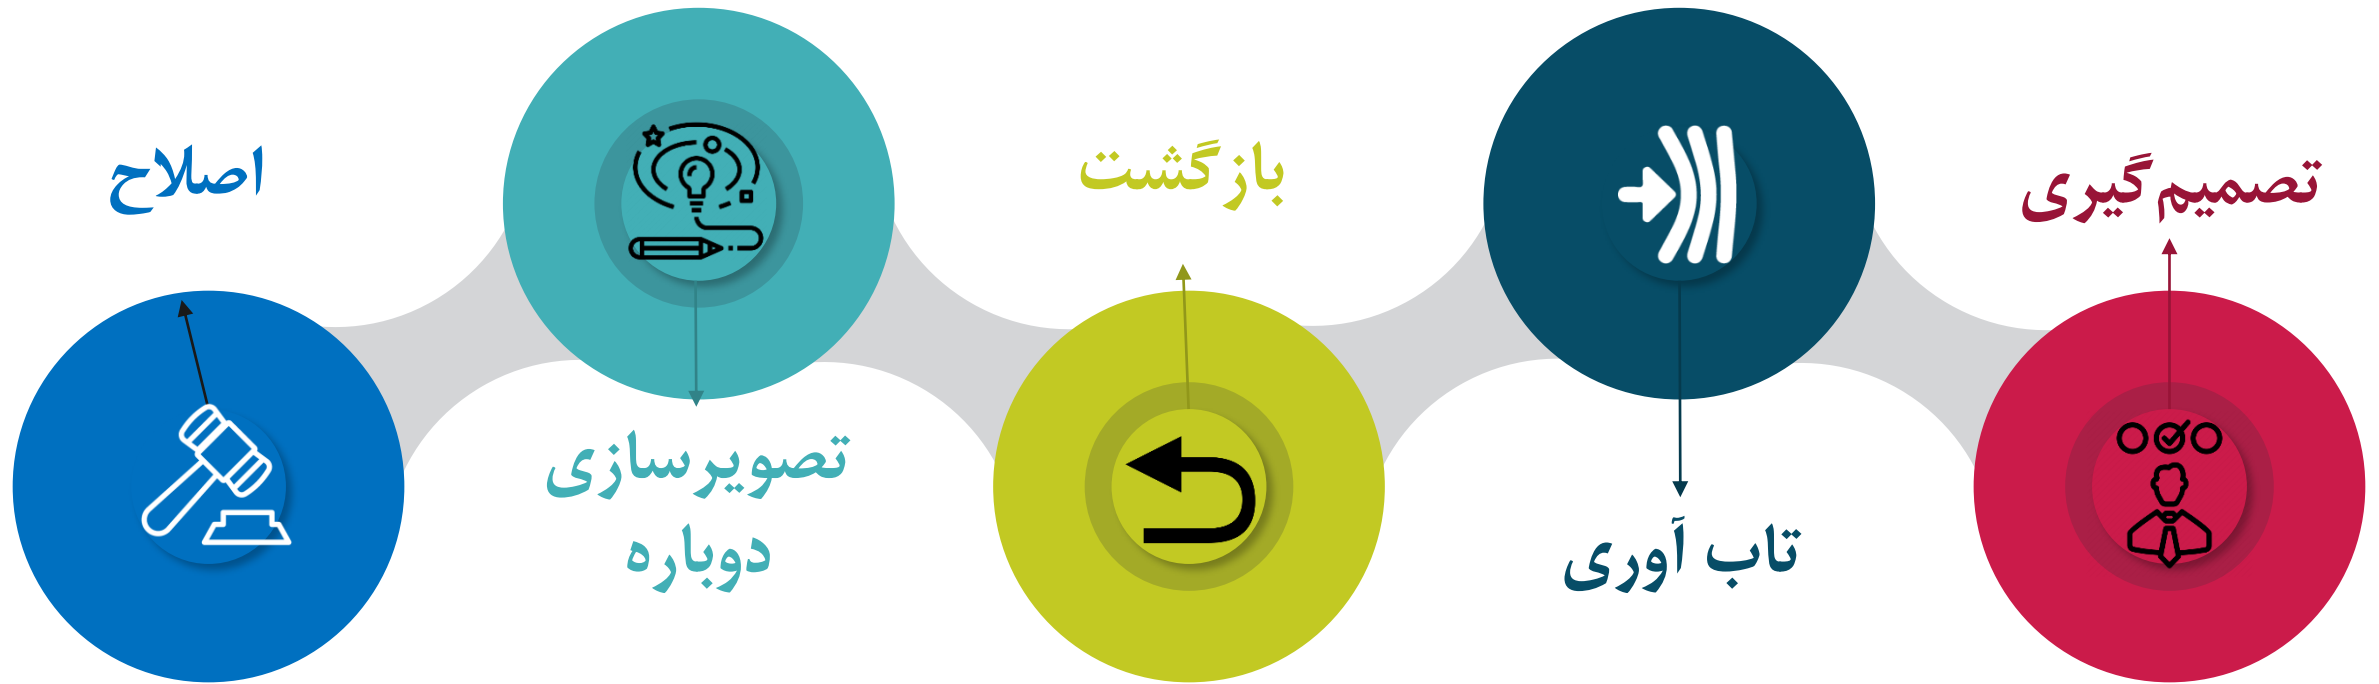 تصمیم‌گیری
تاب آوری
بازگشت
تصویرسازی
دوباره
اصلاح